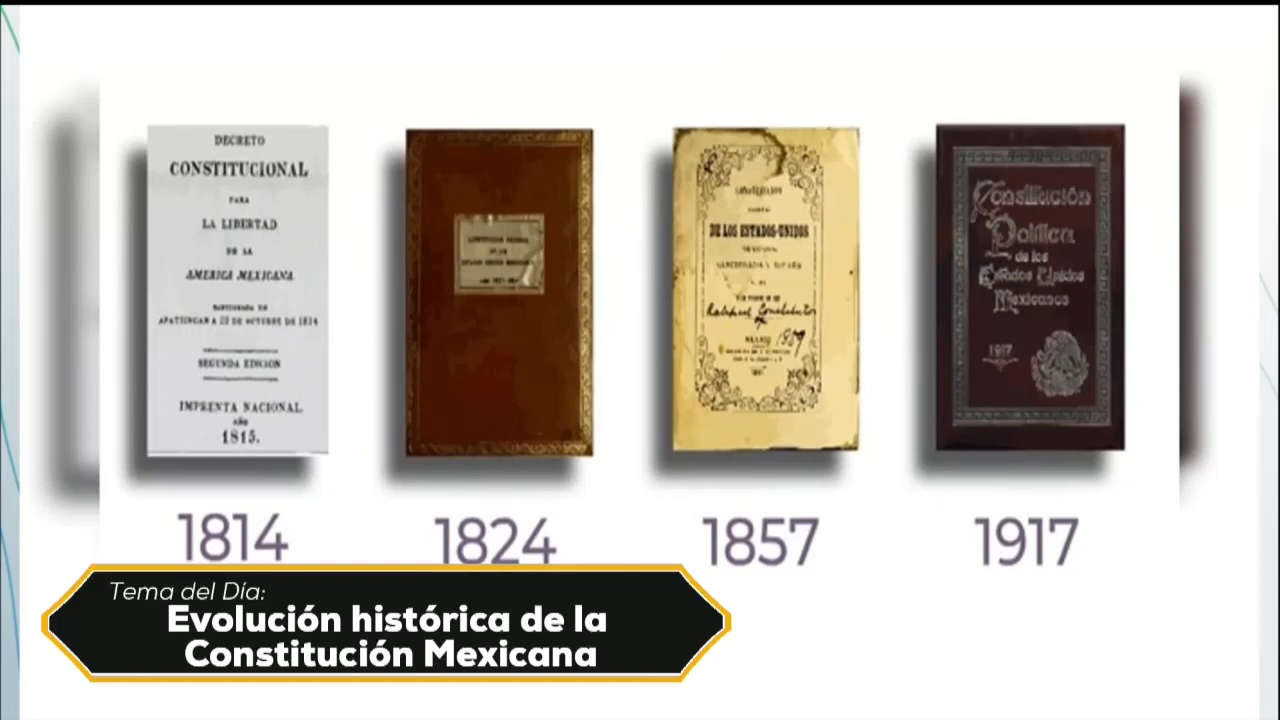 DECRETO
CONSTITUCIONAL
PARA
LA LIBERTAD
DE LA
AMERICA MEXICANA
SANCIONADO EN
APATZINGAN A 22 DE OCTUBRE DE 1814
SEGUNDA EDICION
IMPRENTA NACIONAL.
AÑO
1815.
DE LOS ESTADOS-UNIDOS
MEXICO 1857
Constitución
Política
de los
Estados Unidos
Mexicanos
1917
1814
1824
1857
1917
Tema del Día:
Evolución histórica de la
Constitución Mexicana